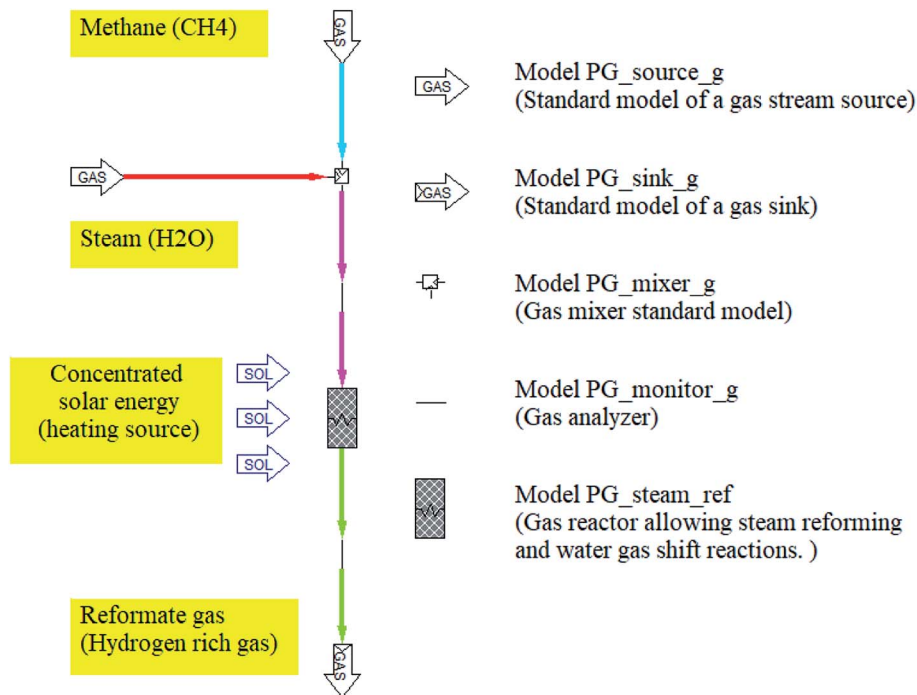 Methane (CH4)
GAS
GAS
Steam (H2O)
Concentrated
solar energy
(heating source)
SOL
SOL
SOL
Reformate gas
(Hydrogen rich gas)
GAS
GAS
Model PG_source_g
(Standard model of a gas stream source)
GAS
Model PG_sink_g
(Standard model of a gas sink)
Model PG_mixer_g
(Gas mixer standard model)
Model PG_monitor_g
(Gas analyzer)
Model PG_steam_ref
(Gas reactor allowing steam reforming
and water gas shift reactions. )